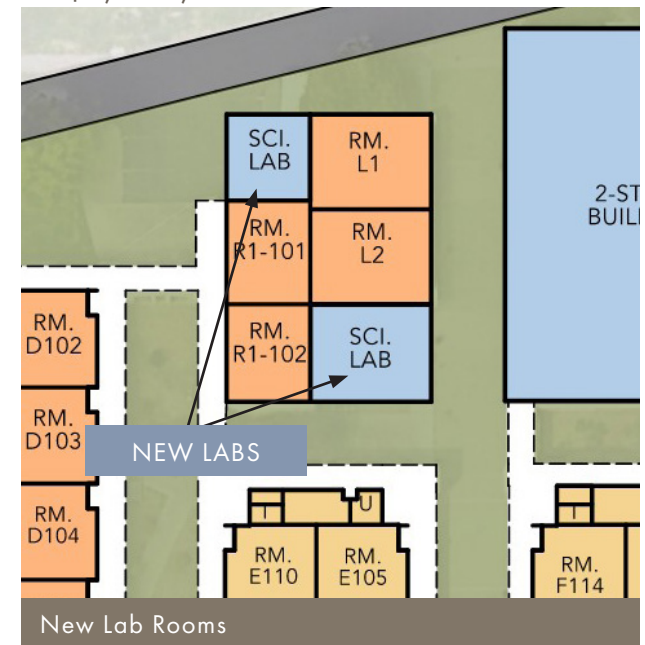 SCI.
LAB
RM.
L1
RM.
R1-101
RM.
L2
RM.
R1-102
SCI.
LAB
2-ST
BUIL
RM.
D102
RM.
D103
RM.
D104
NEW LABS
T
U
T
RM.
E110
RM.
E105
RM.
F114
New Lab Rooms